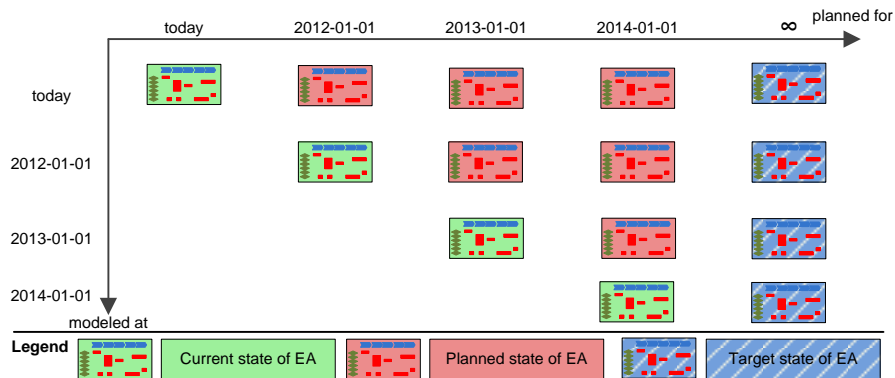 planned for
today 2012-01-01 2013-01-01 2014-01-01 ∞
today
2012-01-01
2013-01-01
2014-01-01
modeled at
Legend Current state of EA Planned state of EA Target state of EA